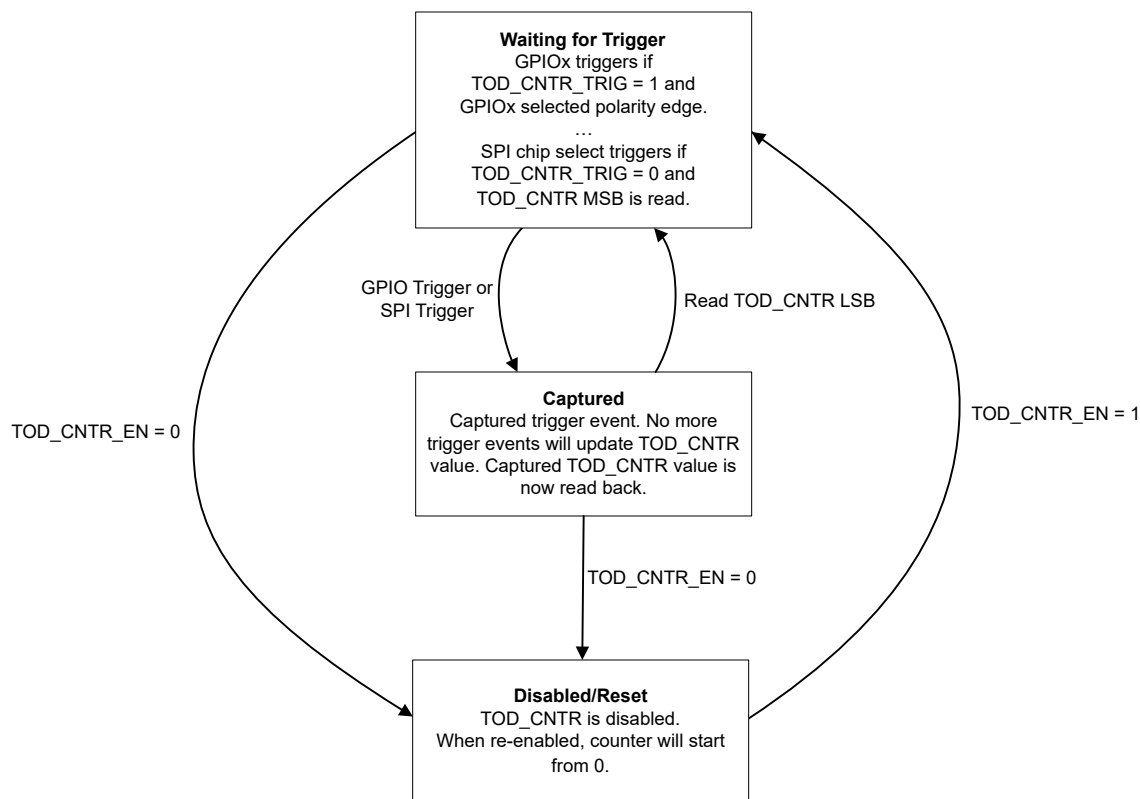 Waiting for Trigger
GPIOx triggers if
TOD_CNTR_TRIG = 1 and
GPIOx selected polarity edge.
…
SPI chip select triggers if
TOD_CNTR_TRIG = 0 and
TOD_CNTR MSB is read.
GPIO Trigger or
SPI Trigger
Read TOD_CNTR LSB
Captured
Captured trigger event. No more
trigger events will update TOD_CNTR
value. Captured TOD_CNTR value is
now read back.
TOD_CNTR_EN = 0
TOD_CNTR_EN = 1
TOD_CNTR_EN = 0
Disabled/Reset
TOD_CNTR is disabled.
When re-enabled, counter will start
from 0.